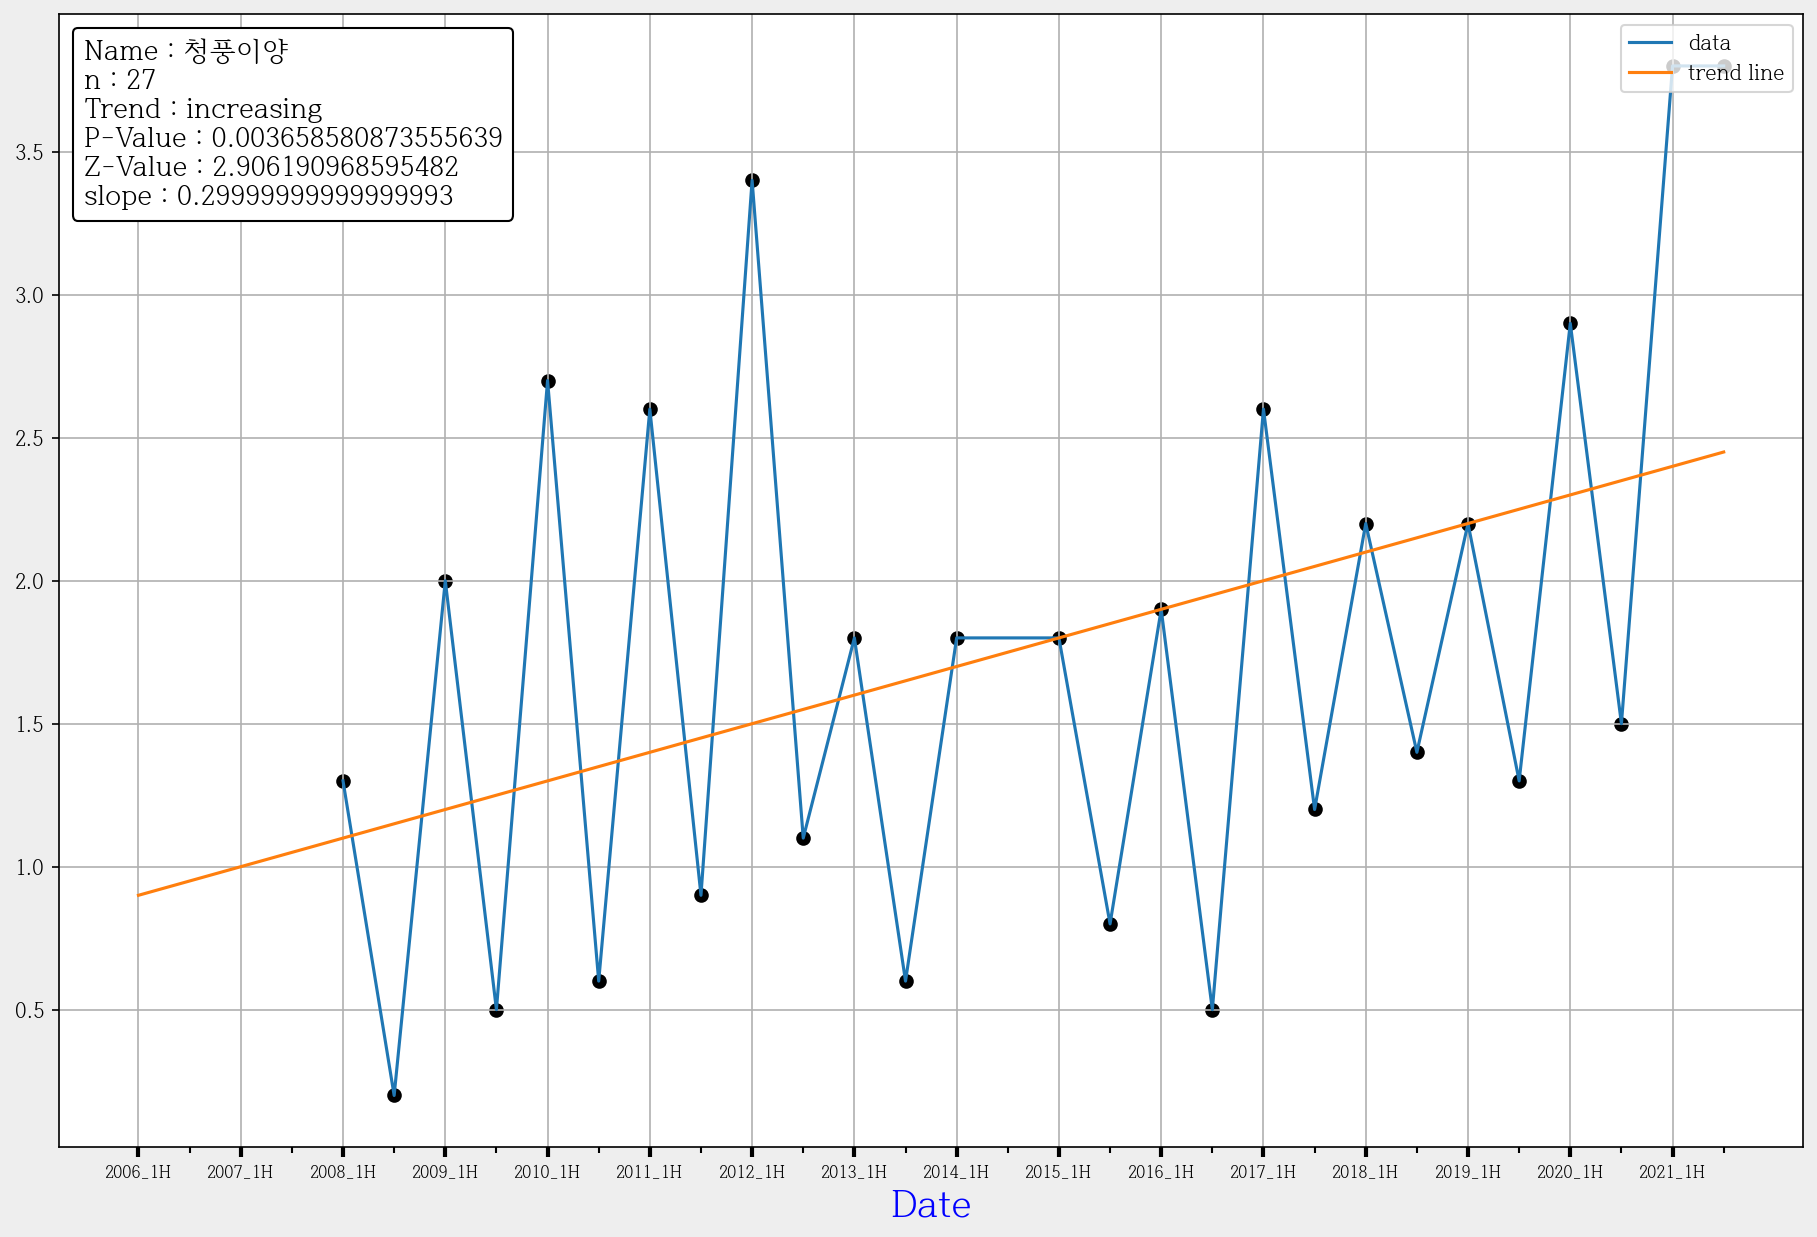 Name : 청풍이양
n : 27
Trend : increasing
P-Value : 0.003658580873555639
Z-Value : 2.906190968595482
slope : 0.29999999999999993
data
trend line
3.5
3.0
2.5
2.0
1.5
1.0
0.5
2006_1H 2007_1H 2008_1H 2009_1H 2010_1H 2011_1H 2012_1H 2013_1H 2014_1H 2015_1H 2016_1H 2017_1H 2018_1H 2019_1H 2020_1H 2021_1H
Date